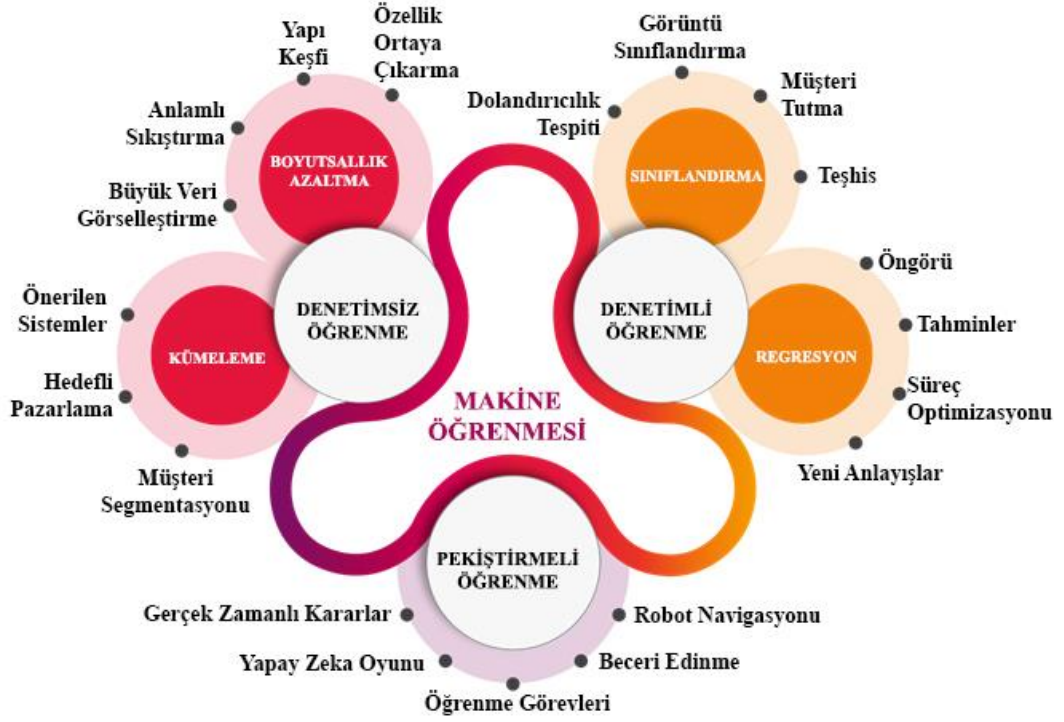 Yapı
Keşfi
Özellik
Ortaya
Çıkarma
Anlamlı
Sıkıştırma
Büyük Veri
Görselleştirme
BOYUTSALLIK
AZALTMA
DENETİMSİZ
ÖĞRENME
Önerilen
Sistemler
Hedefli
Pazarlama
Müşteri
Segmentasyonu
KÜMELEME
Görüntü
Sınıflandırma
Dolandırıcılık
Tespiti
Müşteri
Tutma
Teşhis
SINIFLANDIRMA
DENETİMLİ
ÖĞRENME
Öngörü
Tahminler
Süreç
Optimizasyonu
Yeni Anlayışlar
REGRESYON
MAKİNE
ÖĞRENMESİ
PEKİŞTİRMELİ
ÖĞRENME
Gerçek Zamanlı Kararlar
Yapay Zeka Oyunu
Öğrenme Görevleri
Beceri Edinme
Robot Navigasyonu